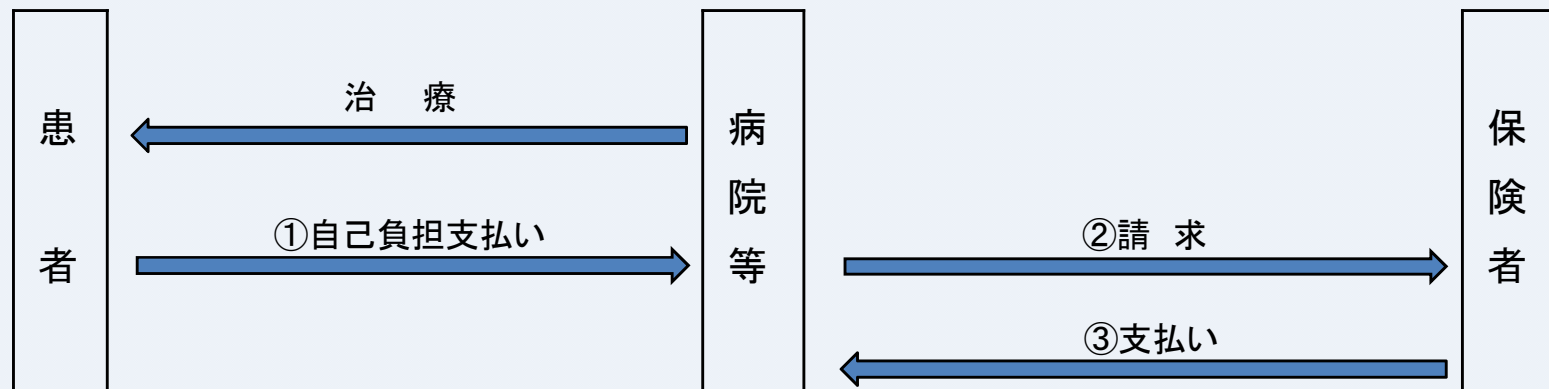 患者
治 療
①自己負担支払い
病院等
②請 求
③支払い
保険者